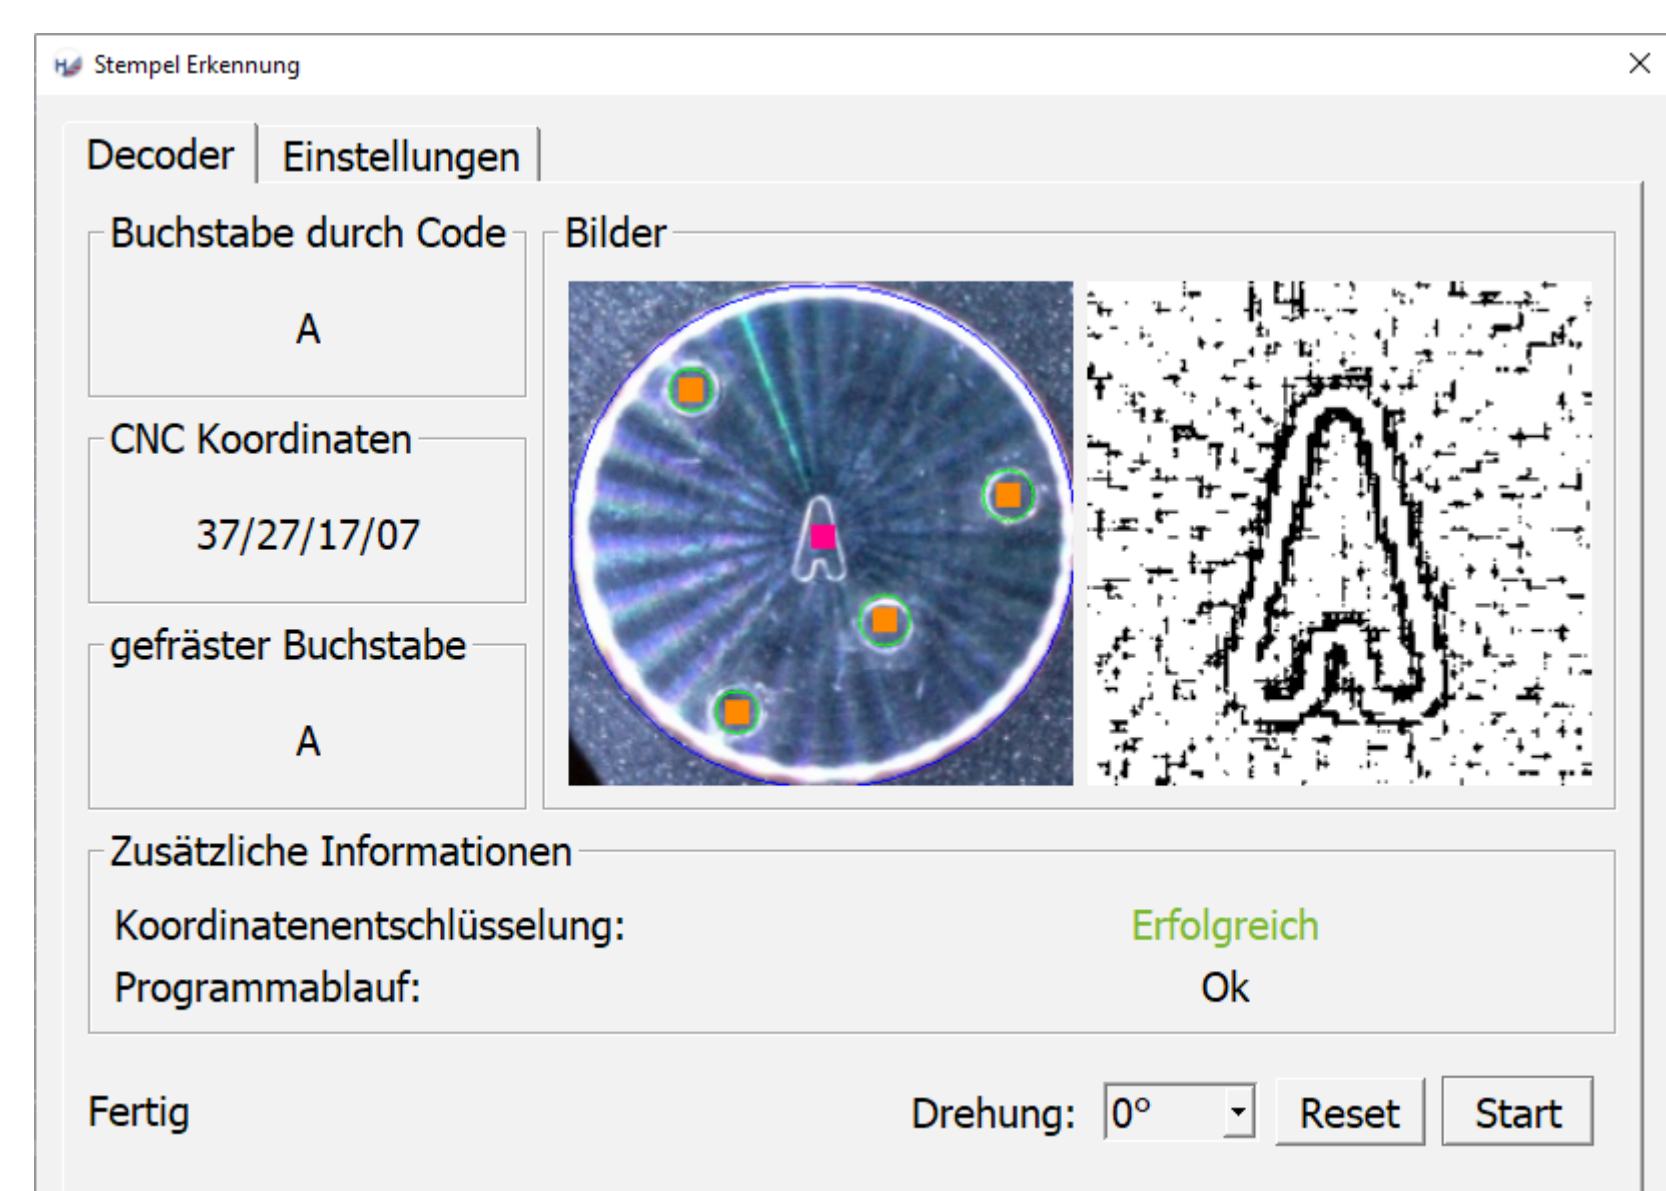 Stempel Erkennung
Decoder
Einstellungen
Buchstabe durch Code
A
CNC Koordinaten
37/27/17/07
gefräster Buchstabe
A
Bilder
A
A
Zusätzliche Informationen
Koordinatenentschlüsselung: Erfolgreich
Programmablauf: Ok
Fertig
Drehung: 0° Reset Start